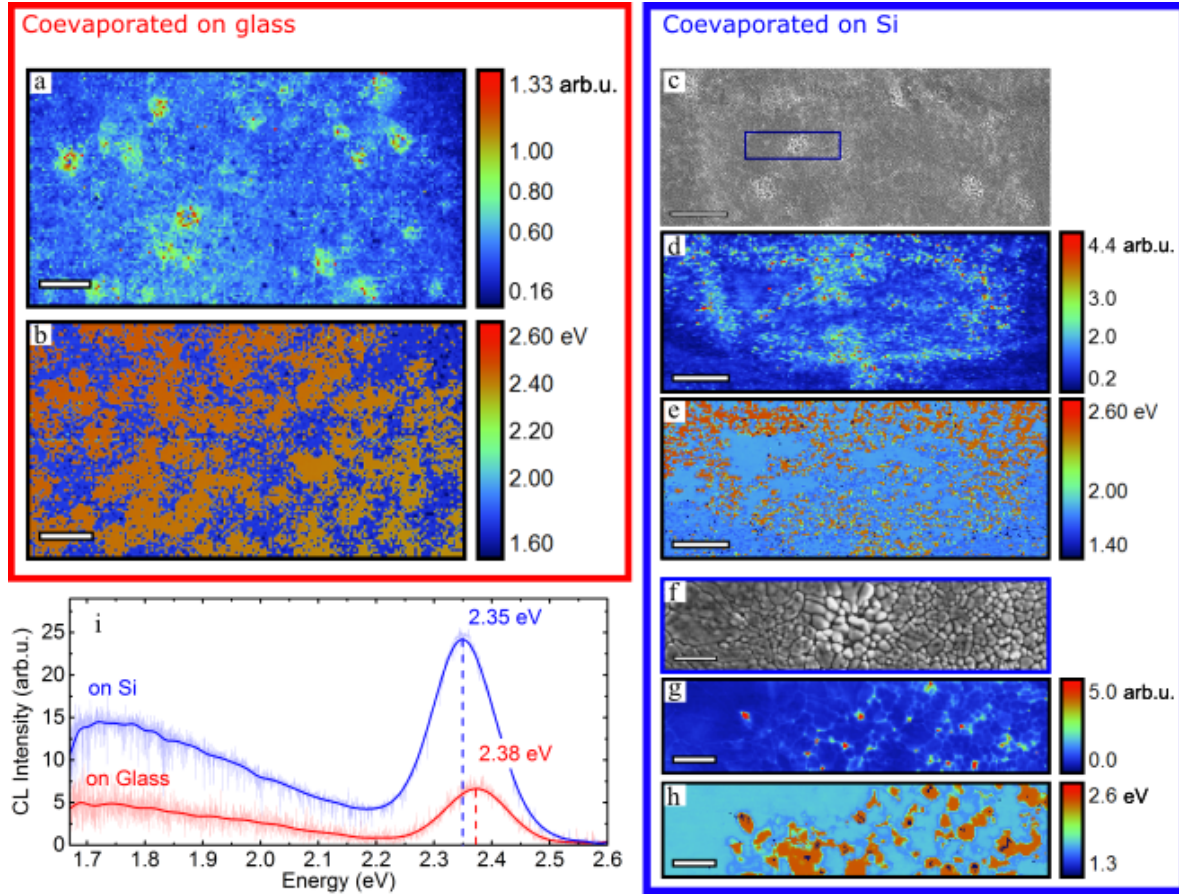 Coevaporated on glass
a
1.33 arb.u.
1.00
0.80
0.60
0.16
b
2.60 eV
2.40
2.20
2.00
1.60
Coevaporated on Si
c
d
4.4 arb.u.
3.0
2.0
0.2
e
2.60 eV
2.00
1.40
f
g
5.0 arb.u.
0.0
h
2.6 eV
1.3
i
CL Intensity (arb.u.)
25
20
15
10
5
0
2.35 eV
on Si
2.38 eV
on Glass
1.7 1.8 1.9 2.0 2.1 2.2 2.3 2.4 2.5 2.6
Energy (eV)